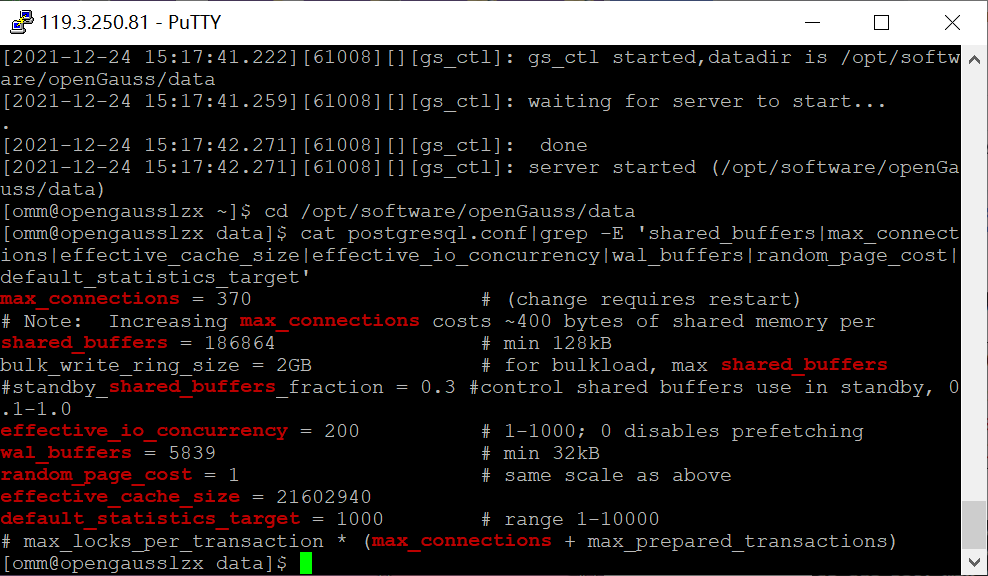 119.3.250.81 - PuTTY
[2021-12-24 15:17:41.222][61008][][gs_ctl]: gs_ctl started,datadir is /opt/softw
are/openGauss/data
[2021-12-24 15:17:41.259][61008][][gs_ctl]: waiting for server to start...
.
[2021-12-24 15:17:42.271][61008][][gs_ctl]:  done
[2021-12-24 15:17:42.271][61008][][gs_ctl]: server started (/opt/software/openGa
uss/data)
[omm@opengausslzx ~]$ cd /opt/software/openGauss/data
[omm@opengausslzx data]$ cat postgresql.conf|grep -E 'shared_buffers|max_connect
ions|effective_cache_size|effective_io_concurrency|wal_buffers|random_page_cost|
default_statistics_target'
max_connections = 370                   # (change requires restart)
# Note:  Increasing max_connections costs ~400 bytes of shared memory per
shared_buffers = 186864                 # min 128kB
bulk_write_ring_size = 2GB              # for bulkload, max shared_buffers
#standby_shared_buffers_fraction = 0.3 #control shared buffers use in standby, 0
.1-1.0
effective_io_concurrency = 200          # 1-1000; 0 disables prefetching
wal_buffers = 5839                      # min 32kB
random_page_cost = 1                    # same scale as above
effective_cache_size = 21602940
default_statistics_target = 1000        # range 1-10000
# max_locks_per_transaction * (max_connections + max_prepared_transactions)
[omm@opengausslzx data]$